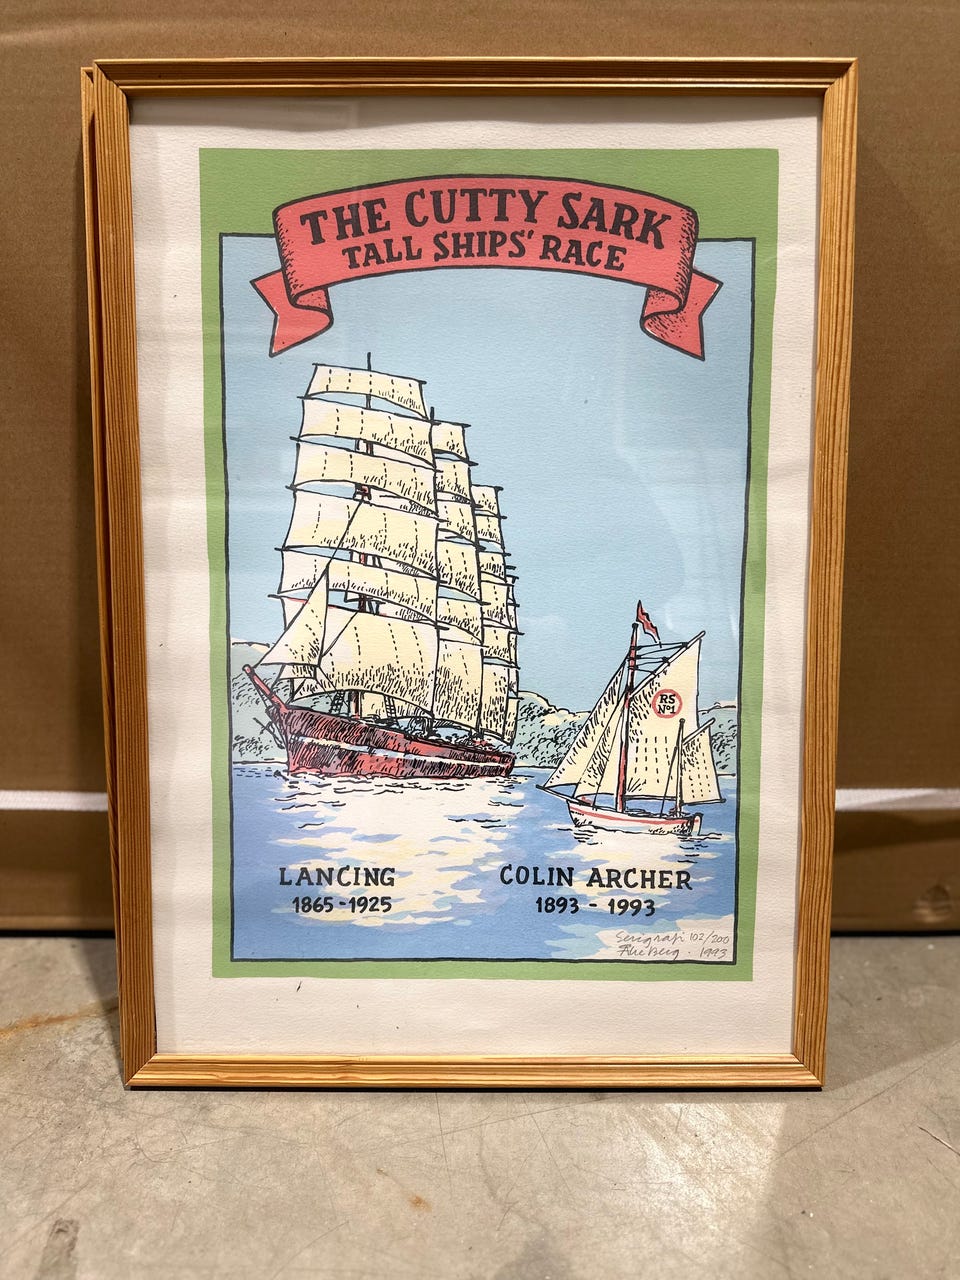 THE CUTTY SARK
TALL SHIPS' RACE
RS
Nº1
LANCING
1865-1925
COLIN ARCHER
1893 - 1993
Serigrafi 102/200
1993